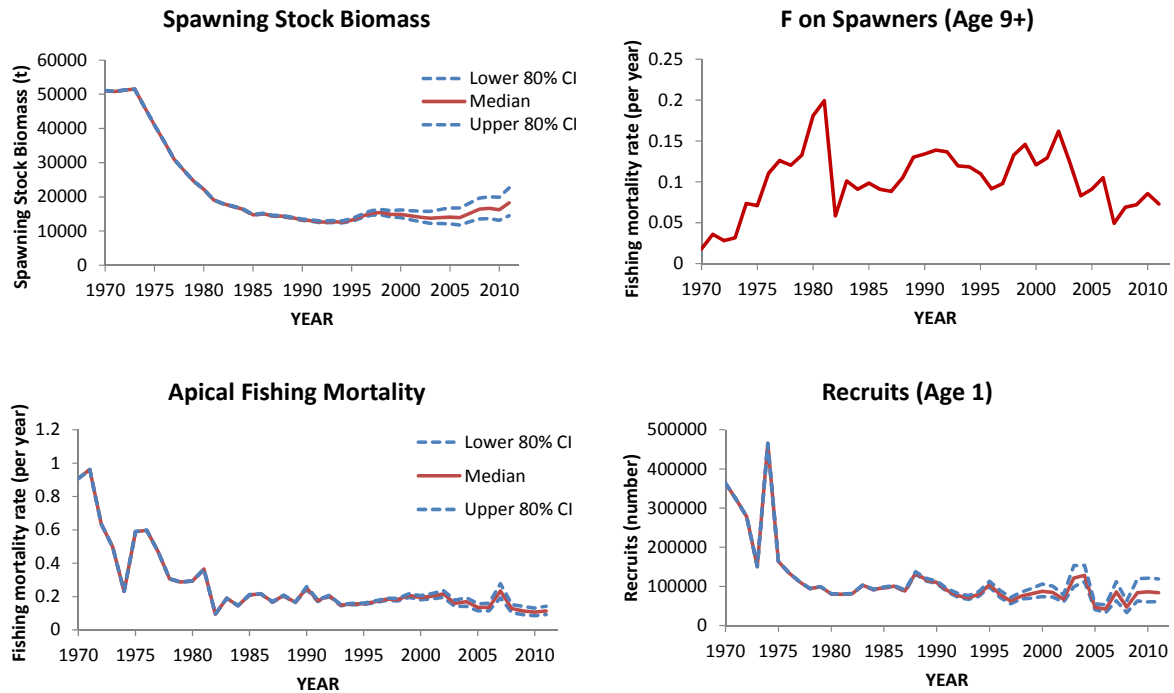 Spawning Stock Biomass
Spawning Stock Biomass (t)
60000
50000
40000
30000
20000
10000
0
Lower 80% CI
Median
Upper 80% CI
1970 1975 1980 1985 1990 1995 2000 2005 2010
YEAR
F on Spawners (Age 9+)
Fishing mortality rate (per year)
0.25
0.2
0.15
0.1
0.05
0
1970 1975 1980 1985 1990 1995 2000 2005 2010
YEAR
Apical Fishing Mortality
Fishing mortality rate (per year)
1.2
1
0.8
0.6
0.4
0.2
0
Lower 80% CI
Median
Upper 80% CI
1970 1975 1980 1985 1990 1995 2000 2005 2010
YEAR
Recruits (Age 1)
Recruits (number)
500000
400000
300000
200000
100000
0
1970 1975 1980 1985 1990 1995 2000 2005 2010
YEAR